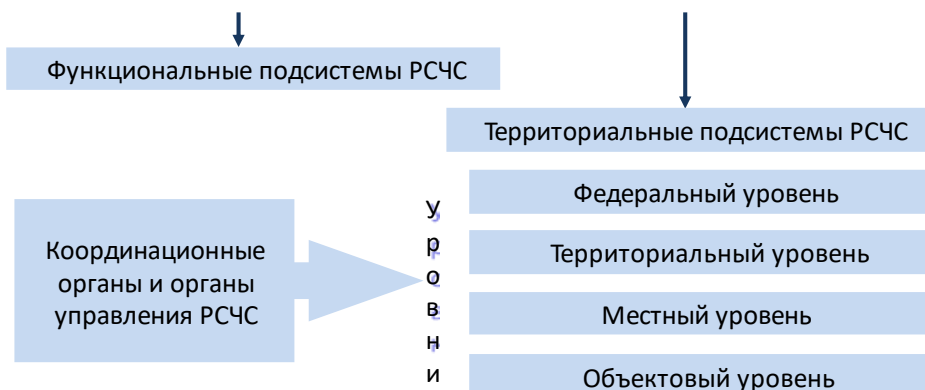 Функциональные подсистемы РСЧС
Территориальные подсистемы РСЧС
Координационные
органы и органы
управления РСЧС
Уровни
Федеральный уровень
Территориальный уровень
Местный уровень
Объектовый уровень